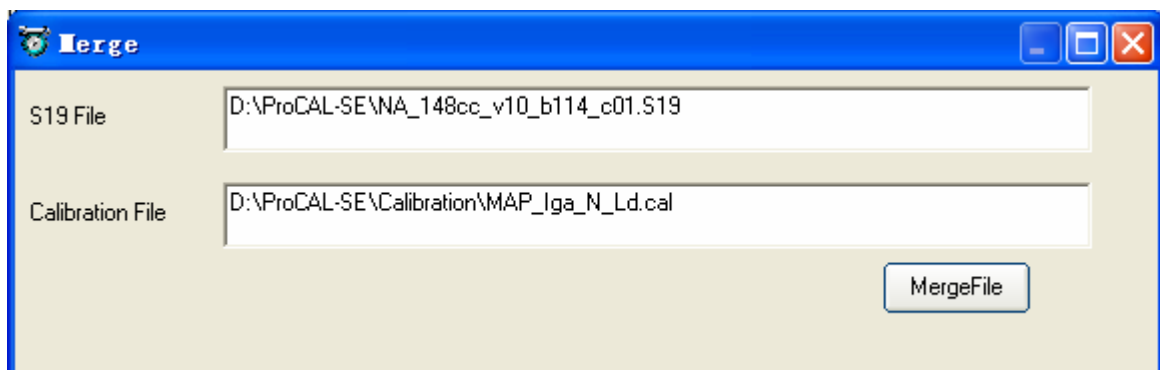 Merge
S19 File
D:\ProCAL-SE\NA_148cc_v10_b114_c01.S19
Calibration File
D:\ProCAL-SE\Calibration\MAP_Iga_N_Ld.cal
MergeFile